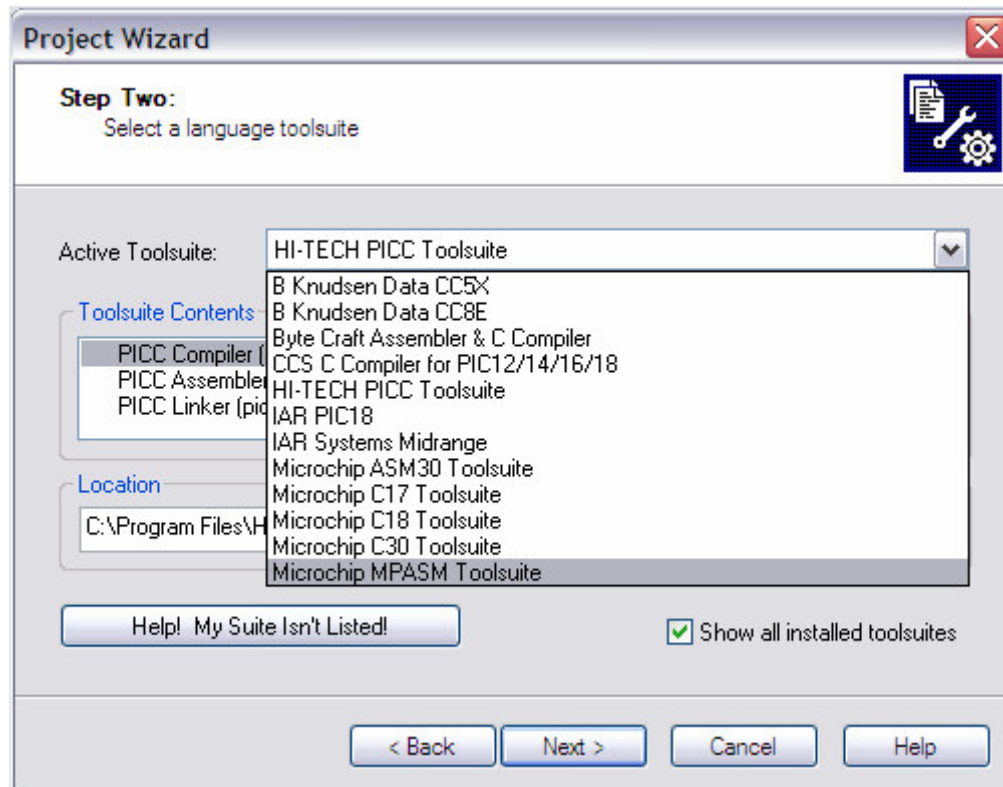 Project Wizard
Step Two:
Select a language toolsuite
Active Toolsuite:
HI-TECH PICC Toolsuite
B Knudsen Data CC5X
B Knudsen Data CC8E
Byte Craft Assembler & C Compiler
CCS C Compiler for PIC12/14/16/18
HI-TECH PICC Toolsuite
IAR PIC18
IAR Systems Midrange
Microchip ASM30 Toolsuite
Microchip C17 Toolsuite
Microchip C18 Toolsuite
Microchip C30 Toolsuite
Microchip MPASM Toolsuite
Toolsuite Contents
PICC Compiler (
PICC Assembler
PICC Linker (pic
Location
C:\Program Files\H
Help! My Suite Isn't Listed!
Show all installed toolsuites
< Back
Next >
Cancel
Help